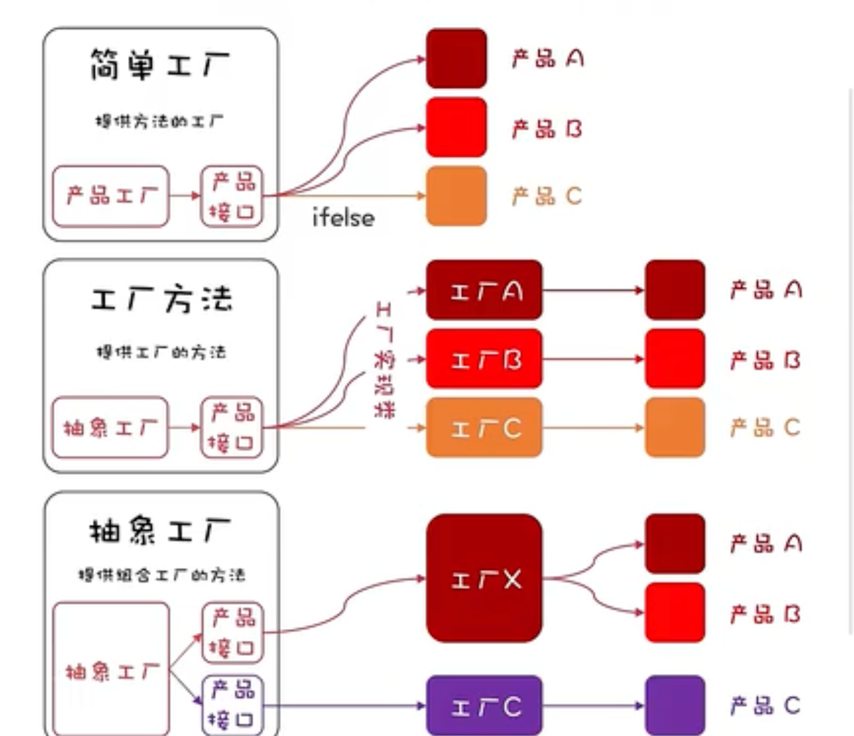 简单工厂
提供方法的工厂
产品工厂
产品
接口
ifelse
产品 A
产品 B
产品 C
工厂方法
提供工厂的方法
抽象工厂
产品
接口
工厂实现类
工厂A
产品 A
工厂B
产品 B
工厂C
产品 C
抽象工厂
提供组合工厂的方法
抽象工厂
产品
接口
产品
接口
工厂X
产品 A
产品 B
工厂C
产品 C